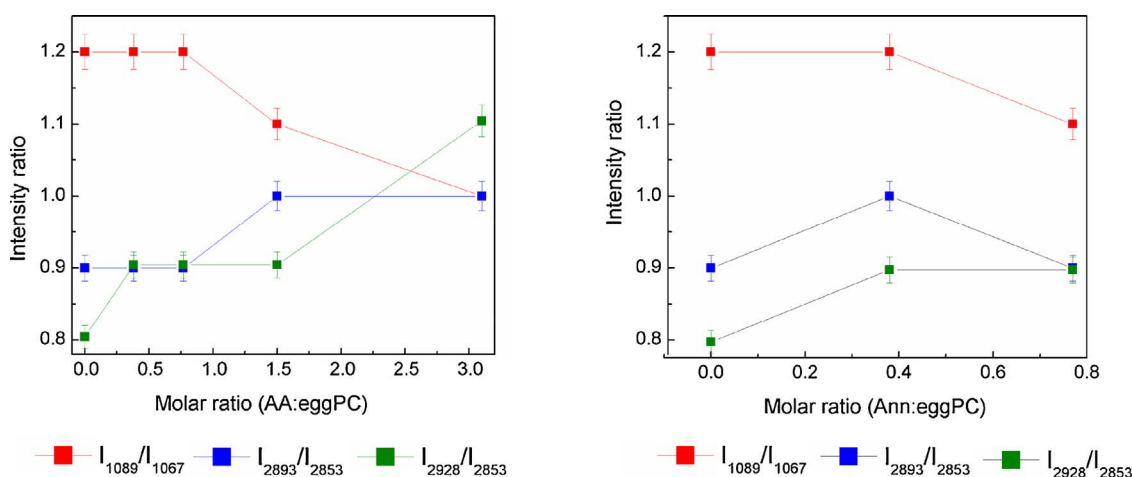 Intensity ratio
1.2
1.1
1.0
0.9
0.8
0.0 0.5 1.0 1.5 2.0 2.5 3.0
Molar ratio (AA:eggPC)
I1089/I1067 I2893/I2853 I2928/I2853
Intensity ratio
1.2
1.1
1.0
0.9
0.8
0.0 0.2 0.4 0.6 0.8
Molar ratio (Ann:eggPC)
I1089/I1067 I2893/I2853 I2928/I2853